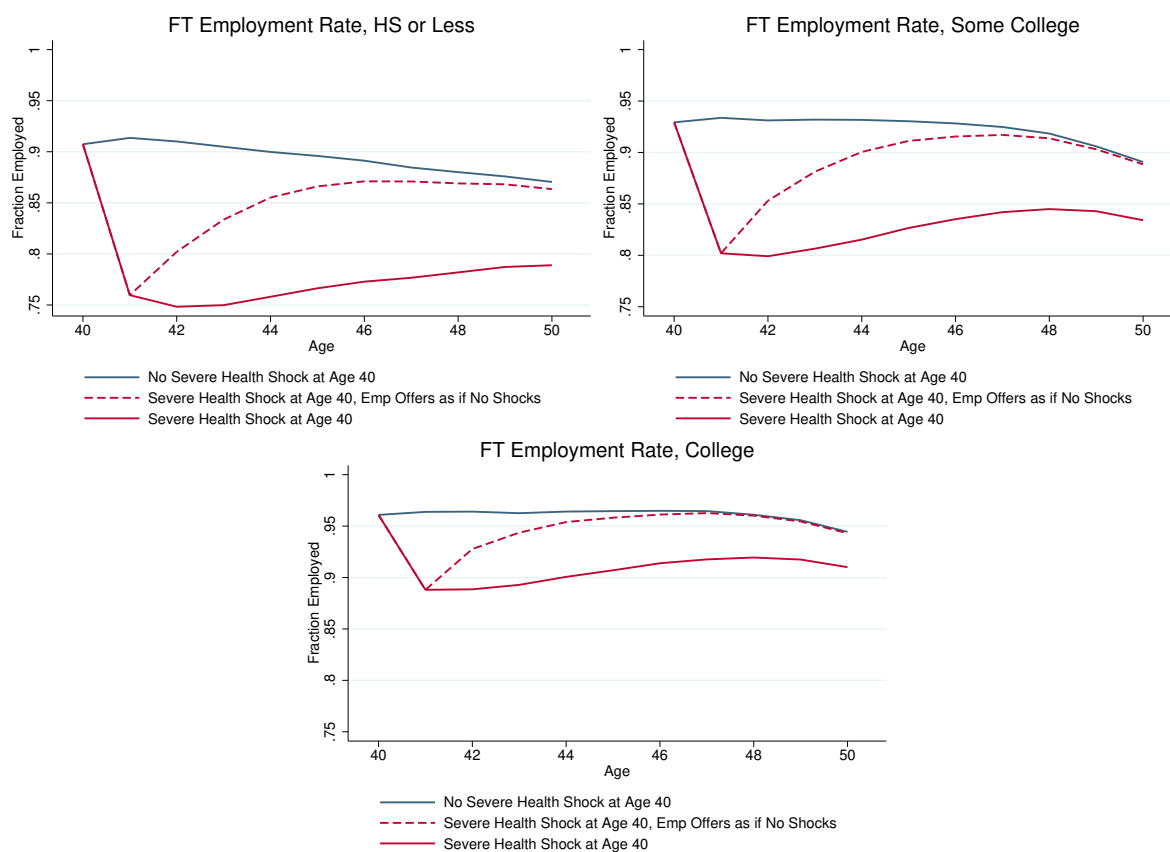 FT Employment Rate, HS or Less
Fraction Employed
1
.95
.9
.85
.8
.75
40 42 44 46 48 50
Age
No Severe Health Shock at Age 40
Severe Health Shock at Age 40, Emp Offers as if No Shocks
Severe Health Shock at Age 40
FT Employment Rate, Some College
Fraction Employed
1
.95
.9
.85
.8
.75
40 42 44 46 48 50
Age
No Severe Health Shock at Age 40
Severe Health Shock at Age 40, Emp Offers as if No Shocks
Severe Health Shock at Age 40
FT Employment Rate, College
Fraction Employed
1
.95
.9
.85
.8
.75
40 42 44 46 48 50
Age
No Severe Health Shock at Age 40
Severe Health Shock at Age 40, Emp Offers as if No Shocks
Severe Health Shock at Age 40